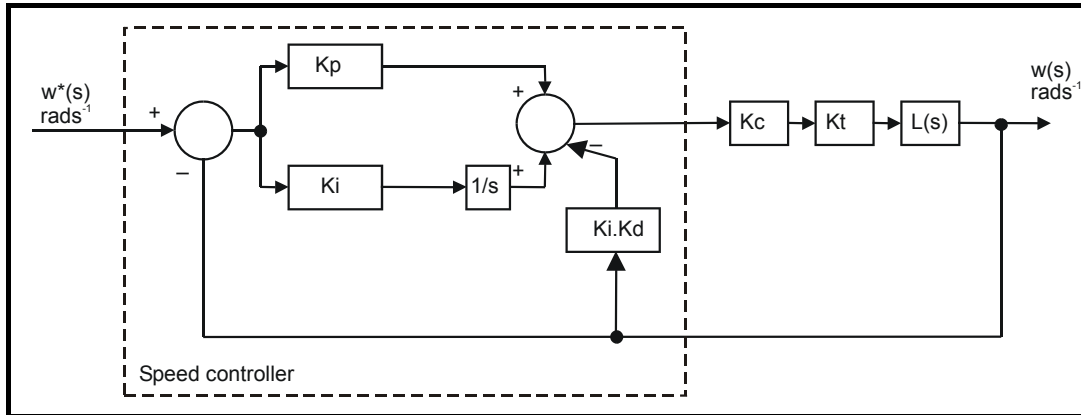 Kp
w*(s)
rads⁻¹
+
+
w(s)
rads⁻¹
Kc
Kt
L(s)
–
–
Ki
1/s
+
Ki.Kd
Speed controller